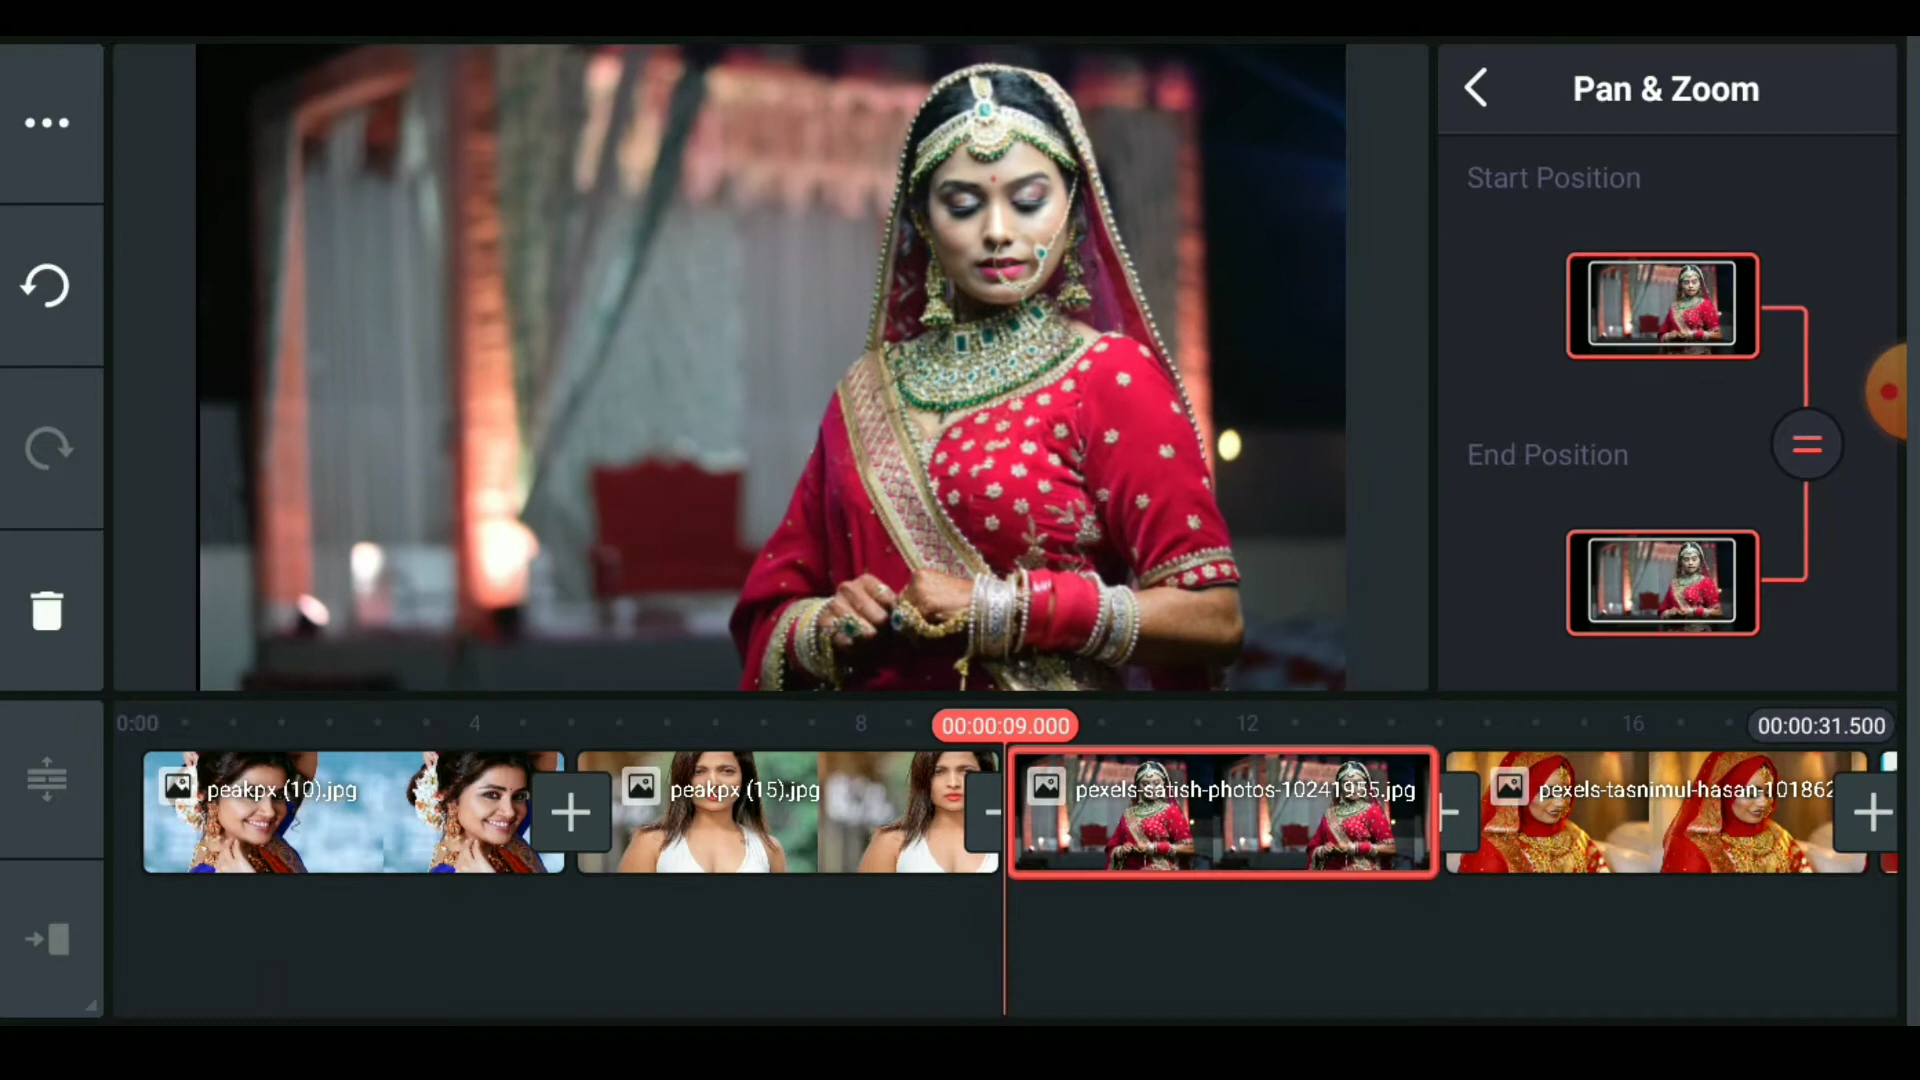 Pan & Zoom
Start Position
End Position
0:00
4
8
00:00:09.000
12
16
00:00:31.500
peakpx (10).jpg
peakpx (15).jpg
pexels-satish-photos-10241955.jpg
pexels-tasnimul-hasan-101862